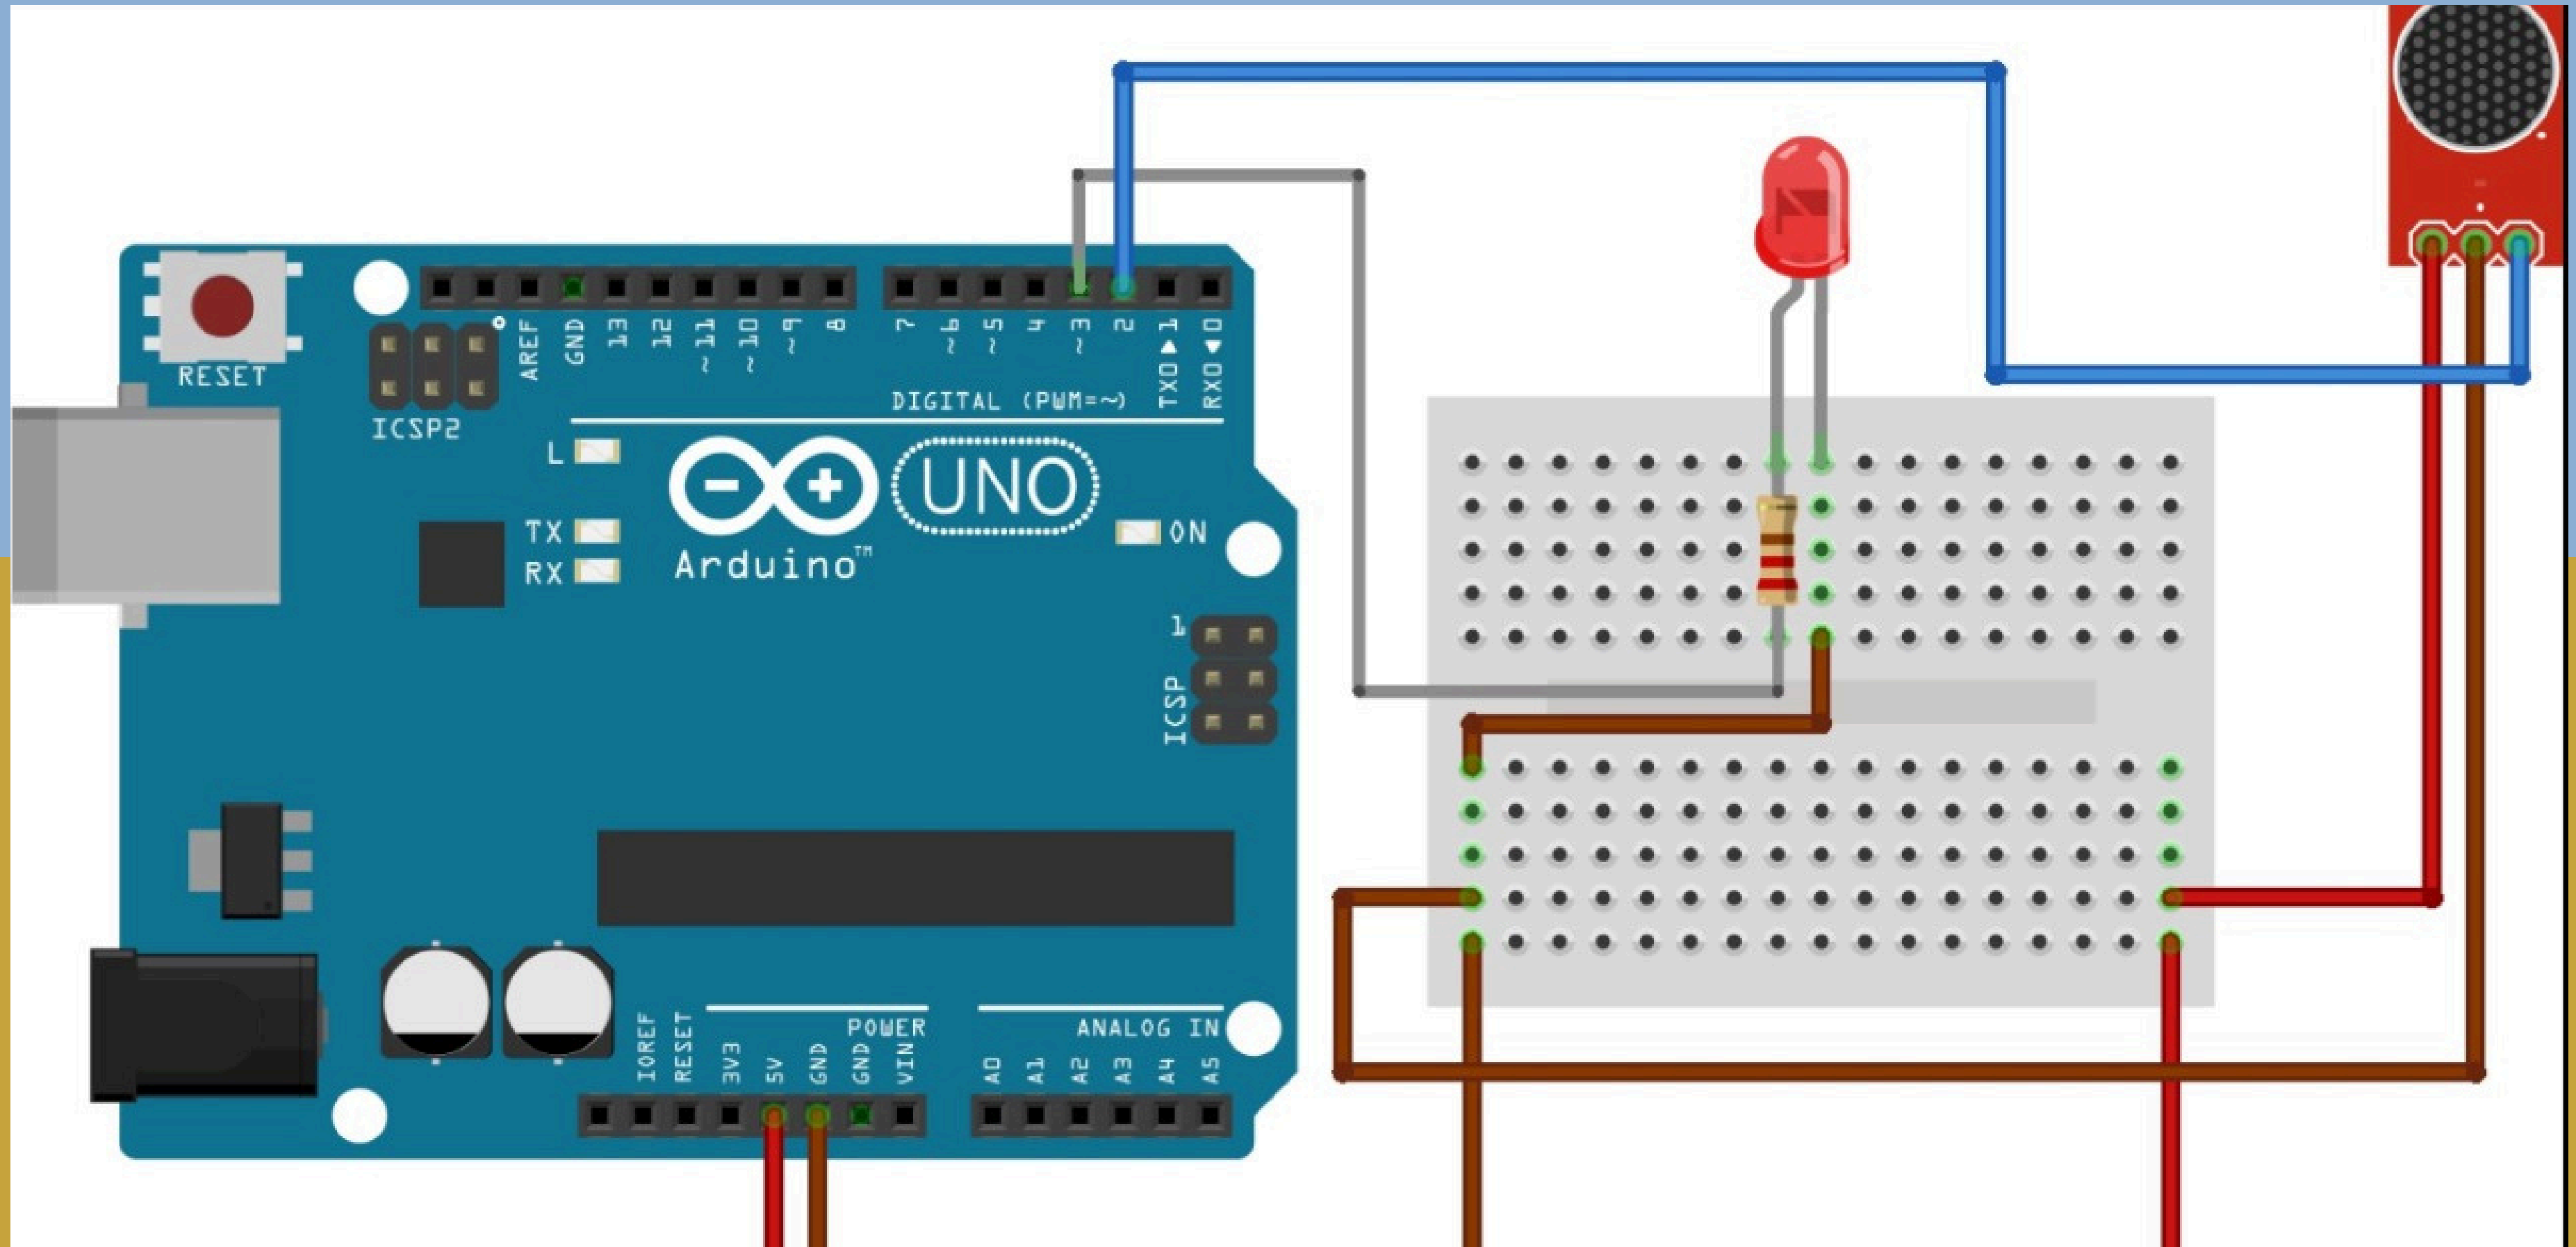 RESET
ICSP2
AREF
GND
13
12
~11
~10
~9
8
7
~6
~5
4
~3
2
TX0▶1
RX0◀0
DIGITAL (PWM=~)
L
TX
RX
UNO
Arduino™
ON
1
ICSP
POWER
ANALOG IN
IOREF
RESET
3V3
5V
GND
GND
VIN
A0
A1
A2
A3
A4
A5